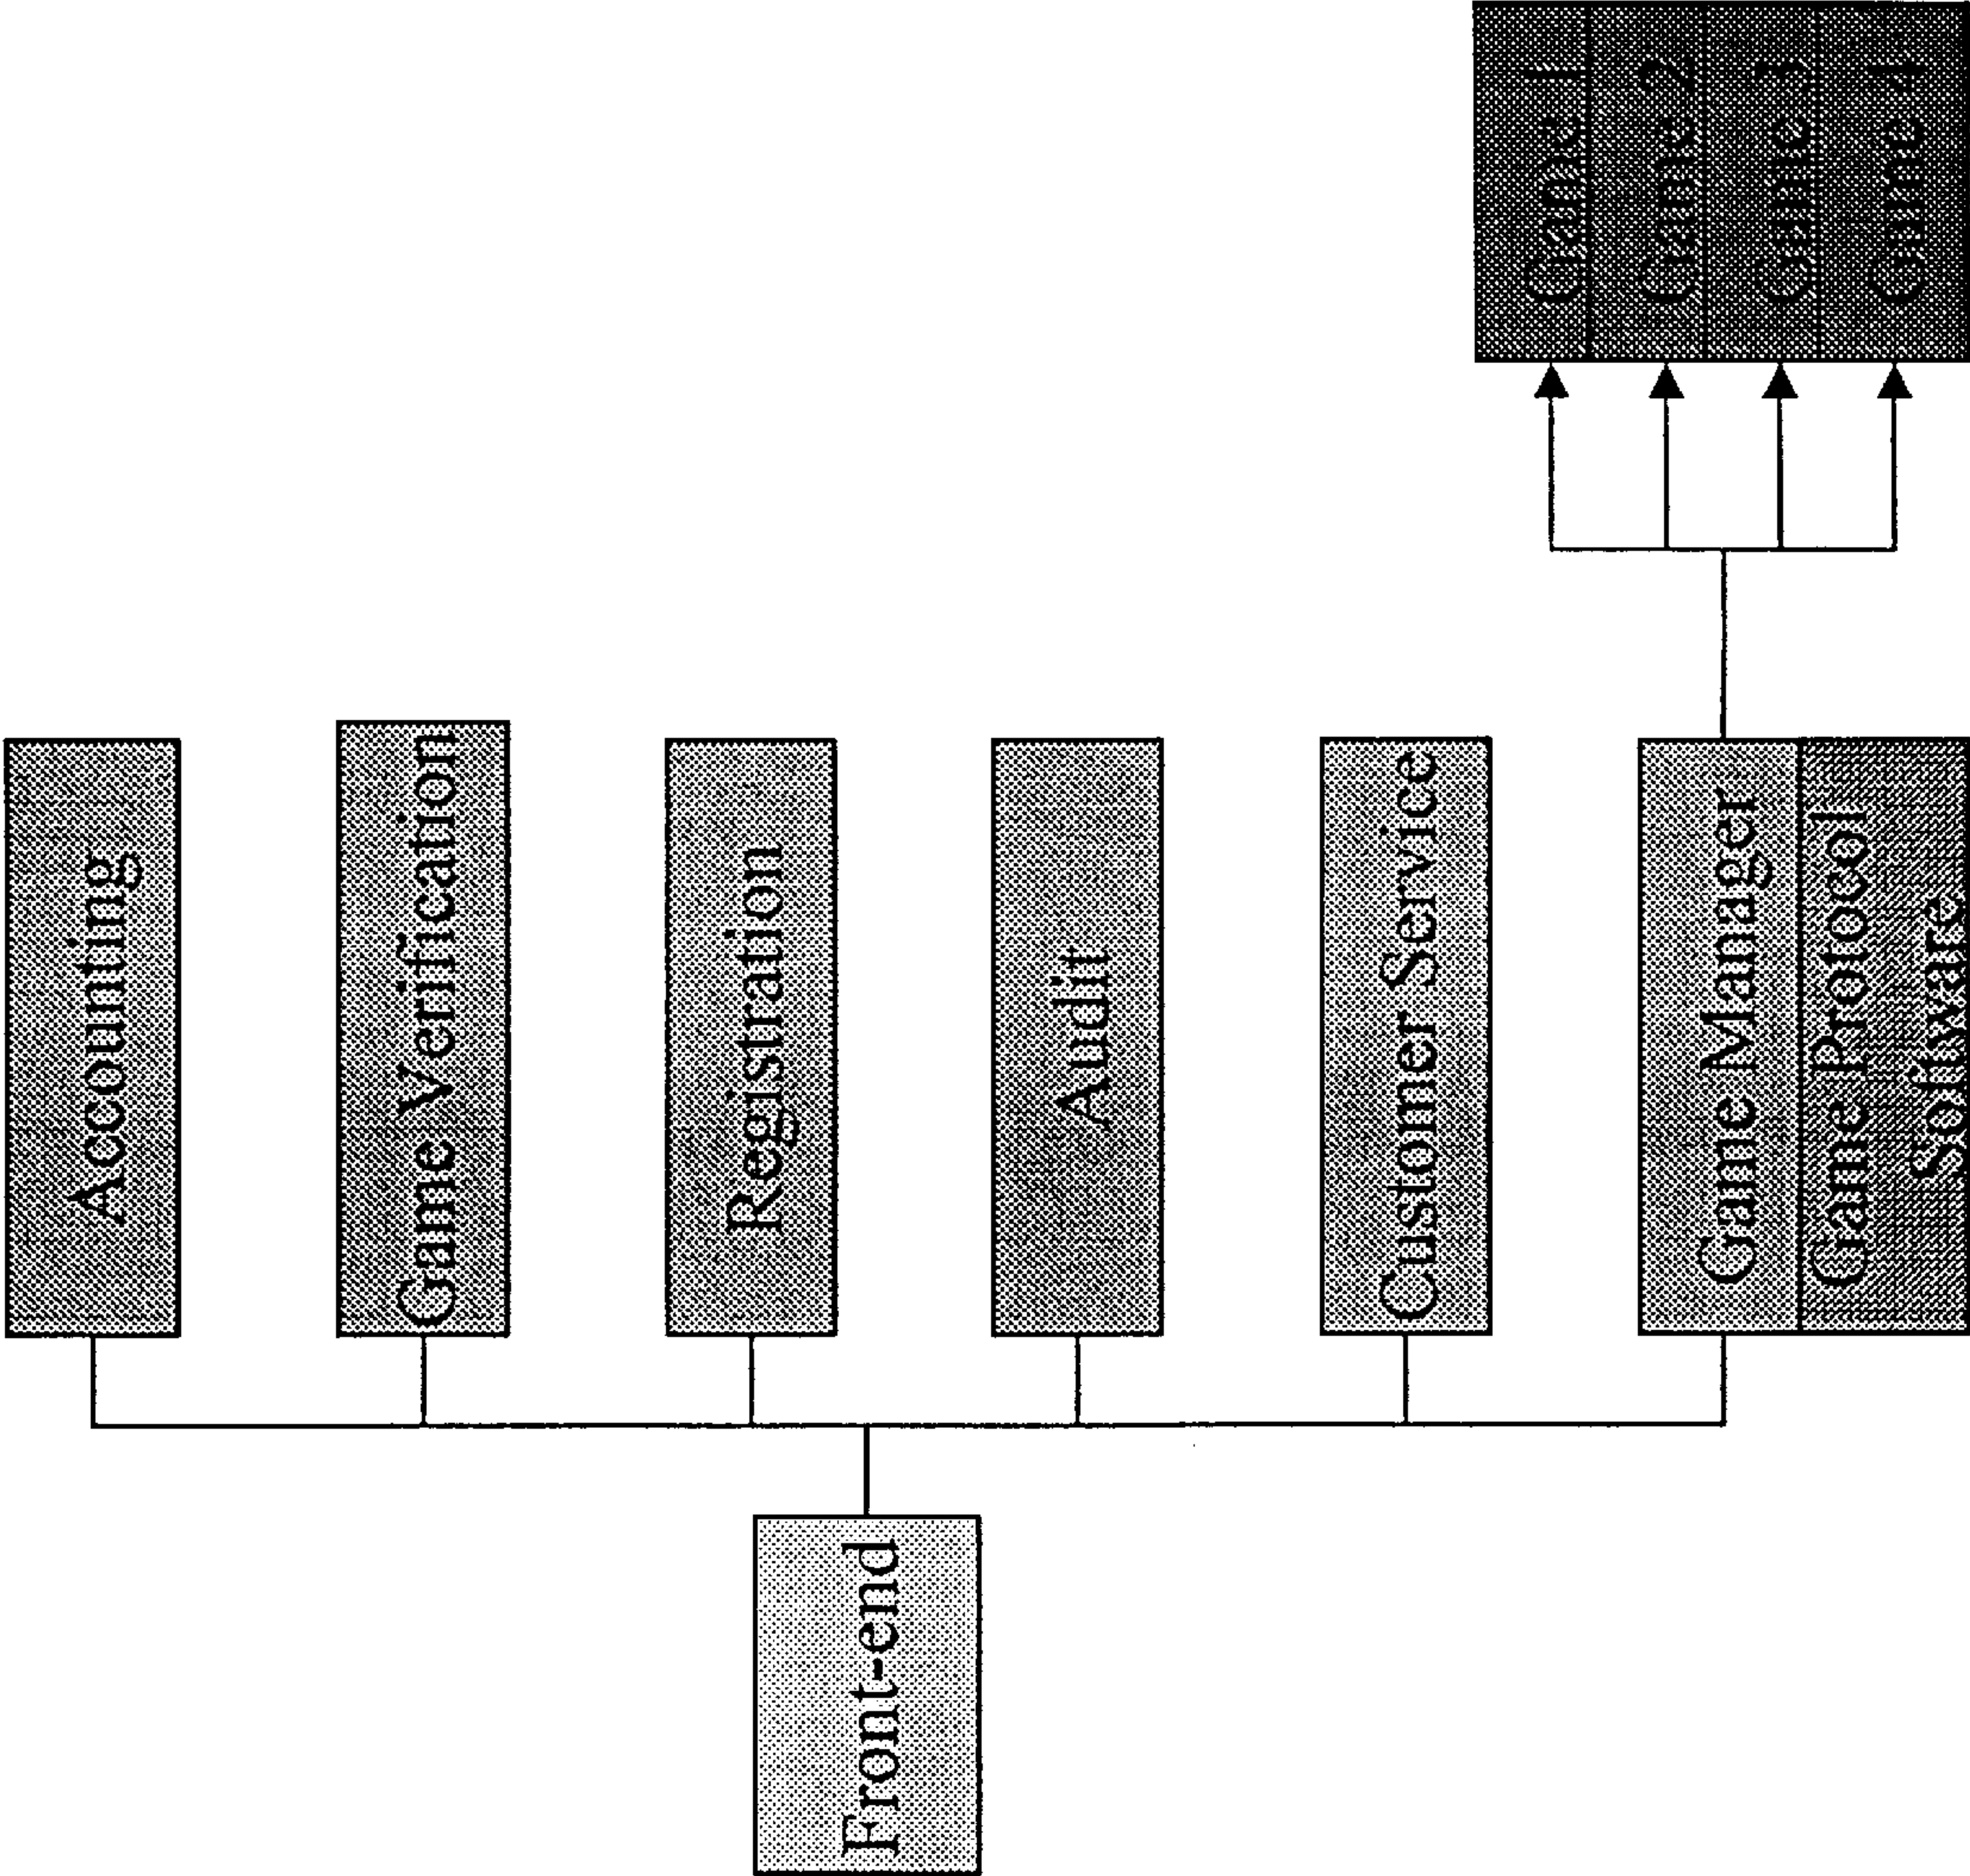 Front-end
Accounting
Game Verification
Registration
Audit
Customer Service
Game Manager
Game Protocol
Software
Game 1
Game 2
Game 3
Game 4